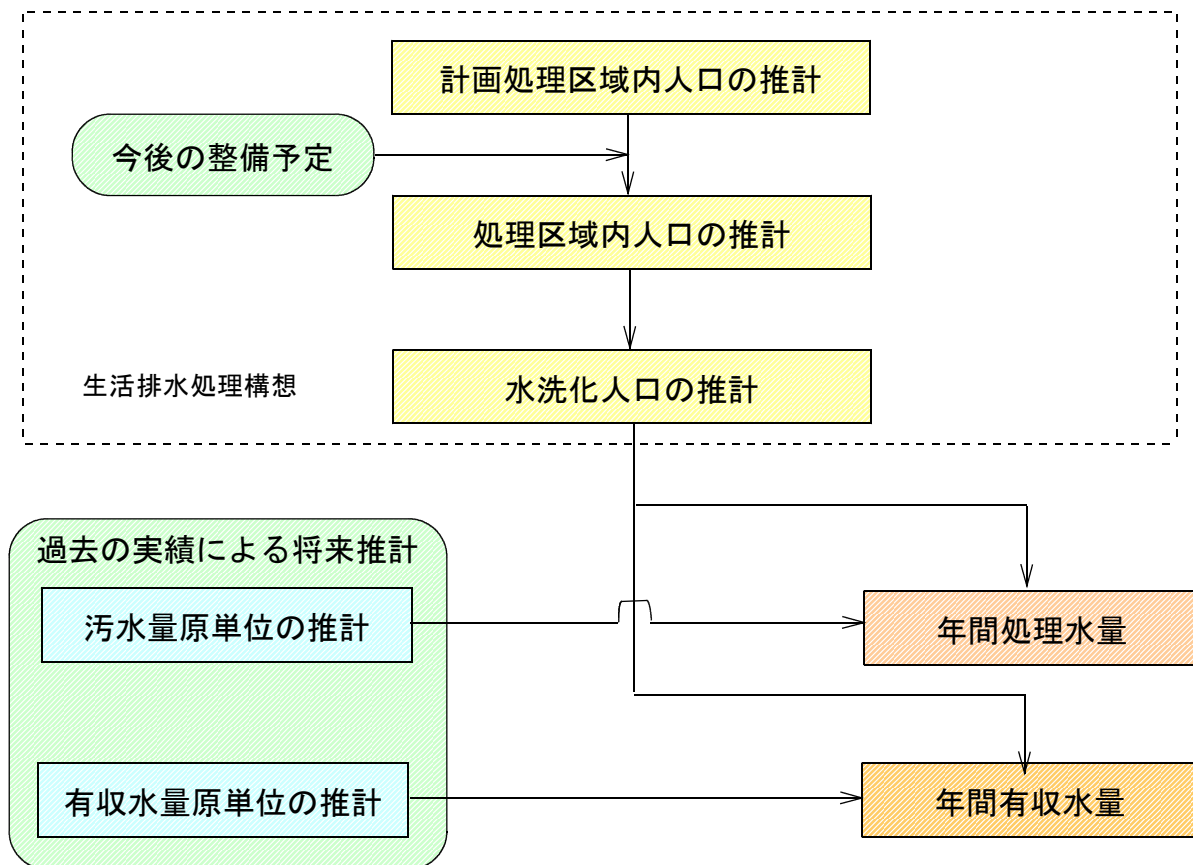 計画処理区域内人口の推計
今後の整備予定
処理区域内人口の推計
生活排水処理構想
水洗化人口の推計
過去の実績による将来推計
汚水量原単位の推計
年間処理水量
有収水量原単位の推計
年間有収水量